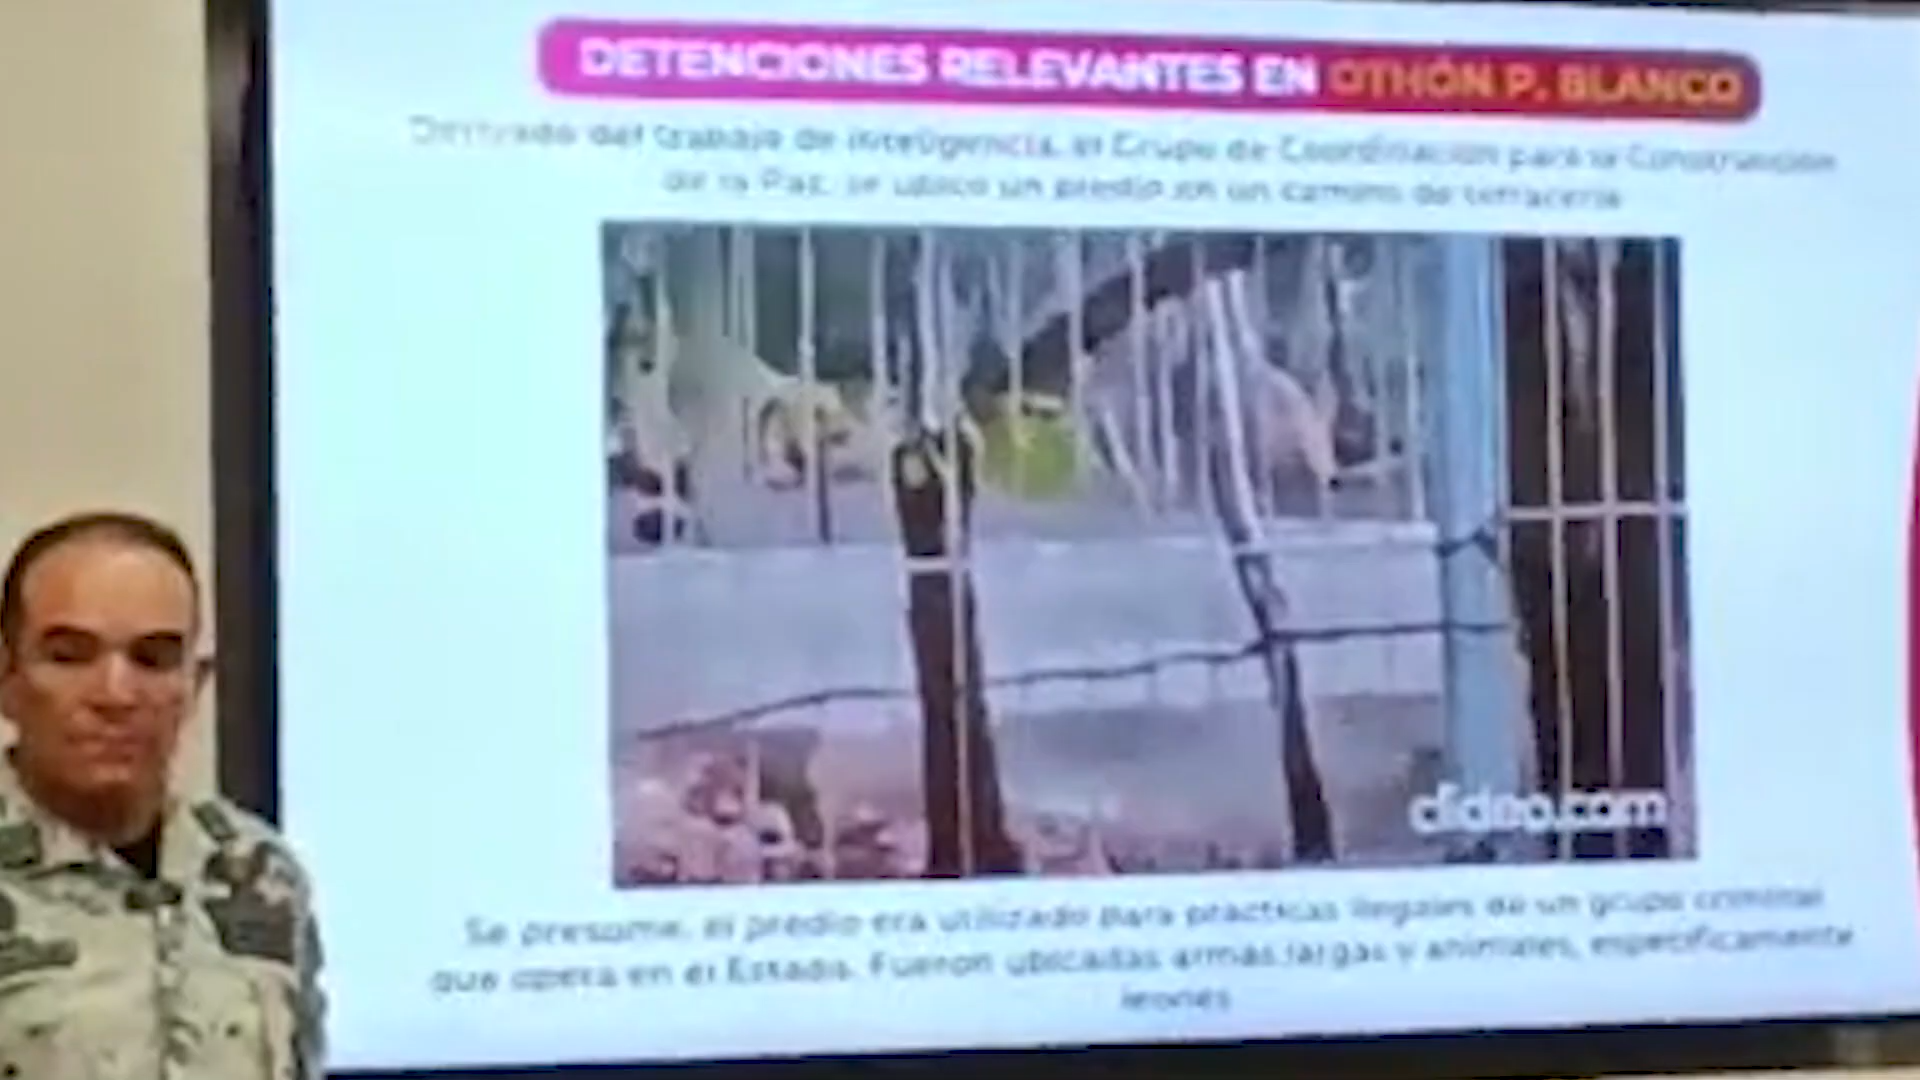 DETENCIONES RELEVANTES EN OTHÓN P. BLANCO
Derivado del trabajo de inteligencia, el Grupo de Coordinación para la Construcción
de la Paz, se ubicó un predio en un camino de terracería
clideo.com
Se presume, el predio era utilizado para prácticas ilegales de un grupo criminal
que opera en el Estado. Fueron ubicadas armas largas y animales, específicamente
leones